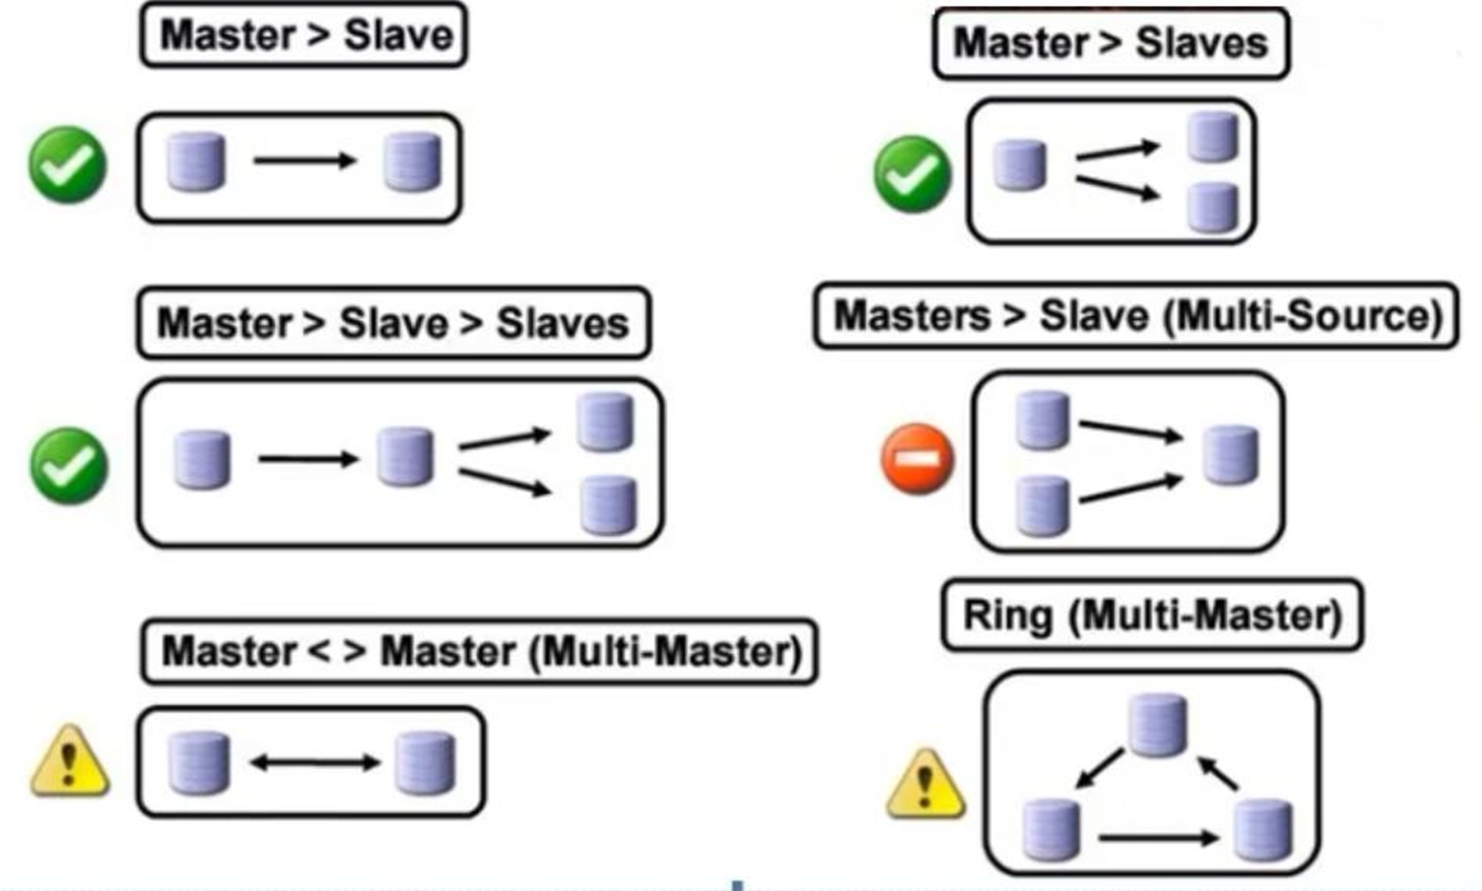 Master > Slave
Master > Slaves
Master > Slave > Slaves
Masters > Slave (Multi-Source)
Master < > Master (Multi-Master)
Ring (Multi-Master)